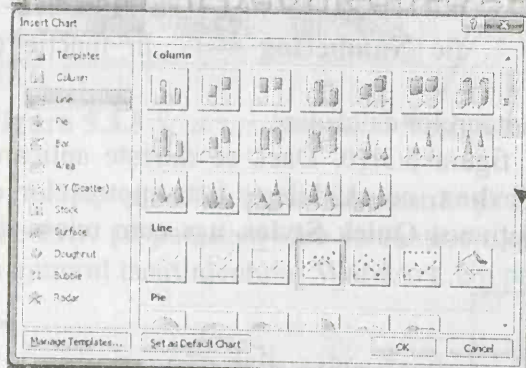 Insert Chart
Templates
Column
Line
Pie
Bar
Area
X Y (Scatter)
Stock
Surface
Doughnut
Bubble
Radar
Column
Line
Pie
Manage Templates...
Set as Default Chart
OK
Cancel